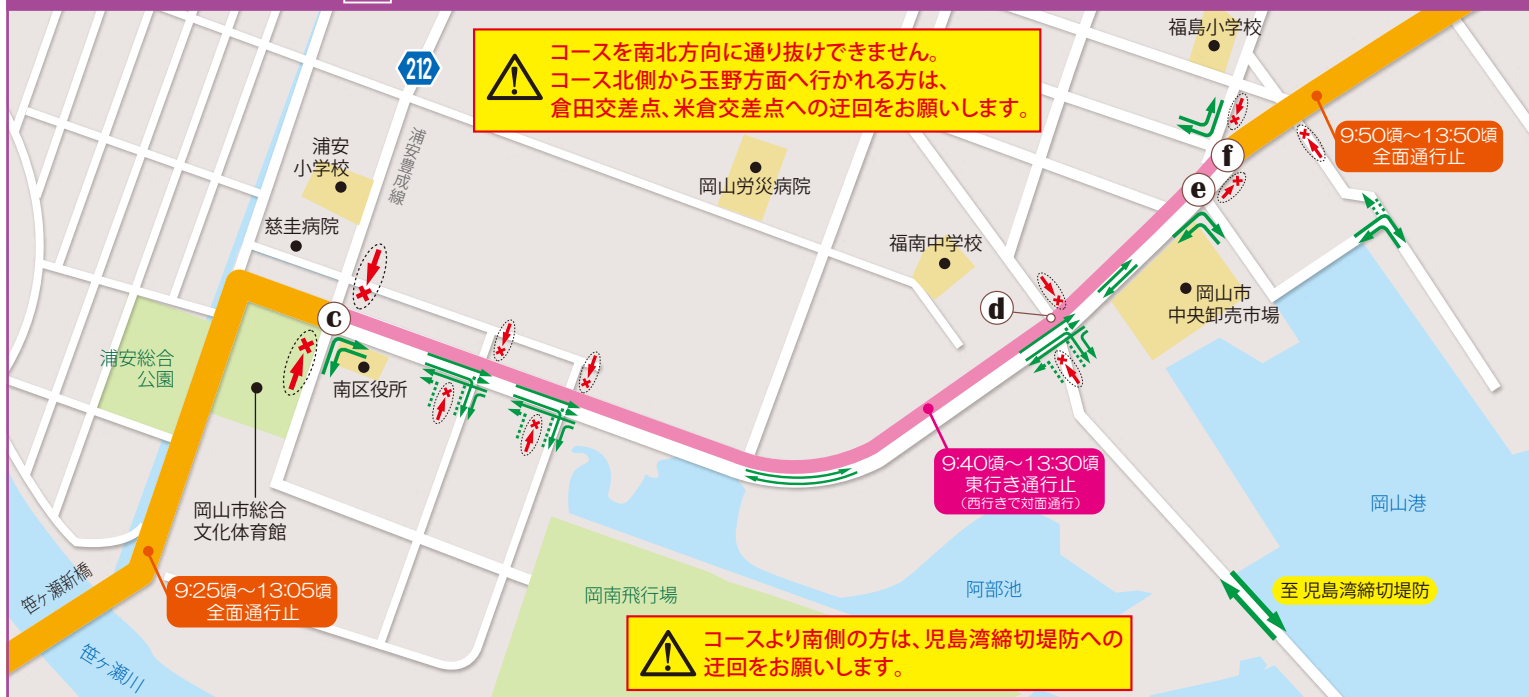 福島小学校
コースを南北方向に通り抜けできません。
コース北側から玉野方面へ行かれる方は、
倉田交差点、米倉交差点への迂回をお願いします。
212
浦安豊成線
浦安
小学校
慈圭病院
岡山労災病院
福南中学校
9:50頃〜13:50頃
全面通行止
f
e
d
c
岡山市
中央卸売市場
浦安総合
公園
南区役所
9:40頃〜13:30頃
東行き通行止
(西行きで対面通行)
岡山市総合
文化体育館
岡山港
笹ヶ瀬新橋
9:25頃〜13:05頃
全面通行止
岡南飛行場
阿部池
至 児島湾締切堤防
コースより南側の方は、児島湾締切堤防への
迂回をお願いします。
笹ヶ瀬川